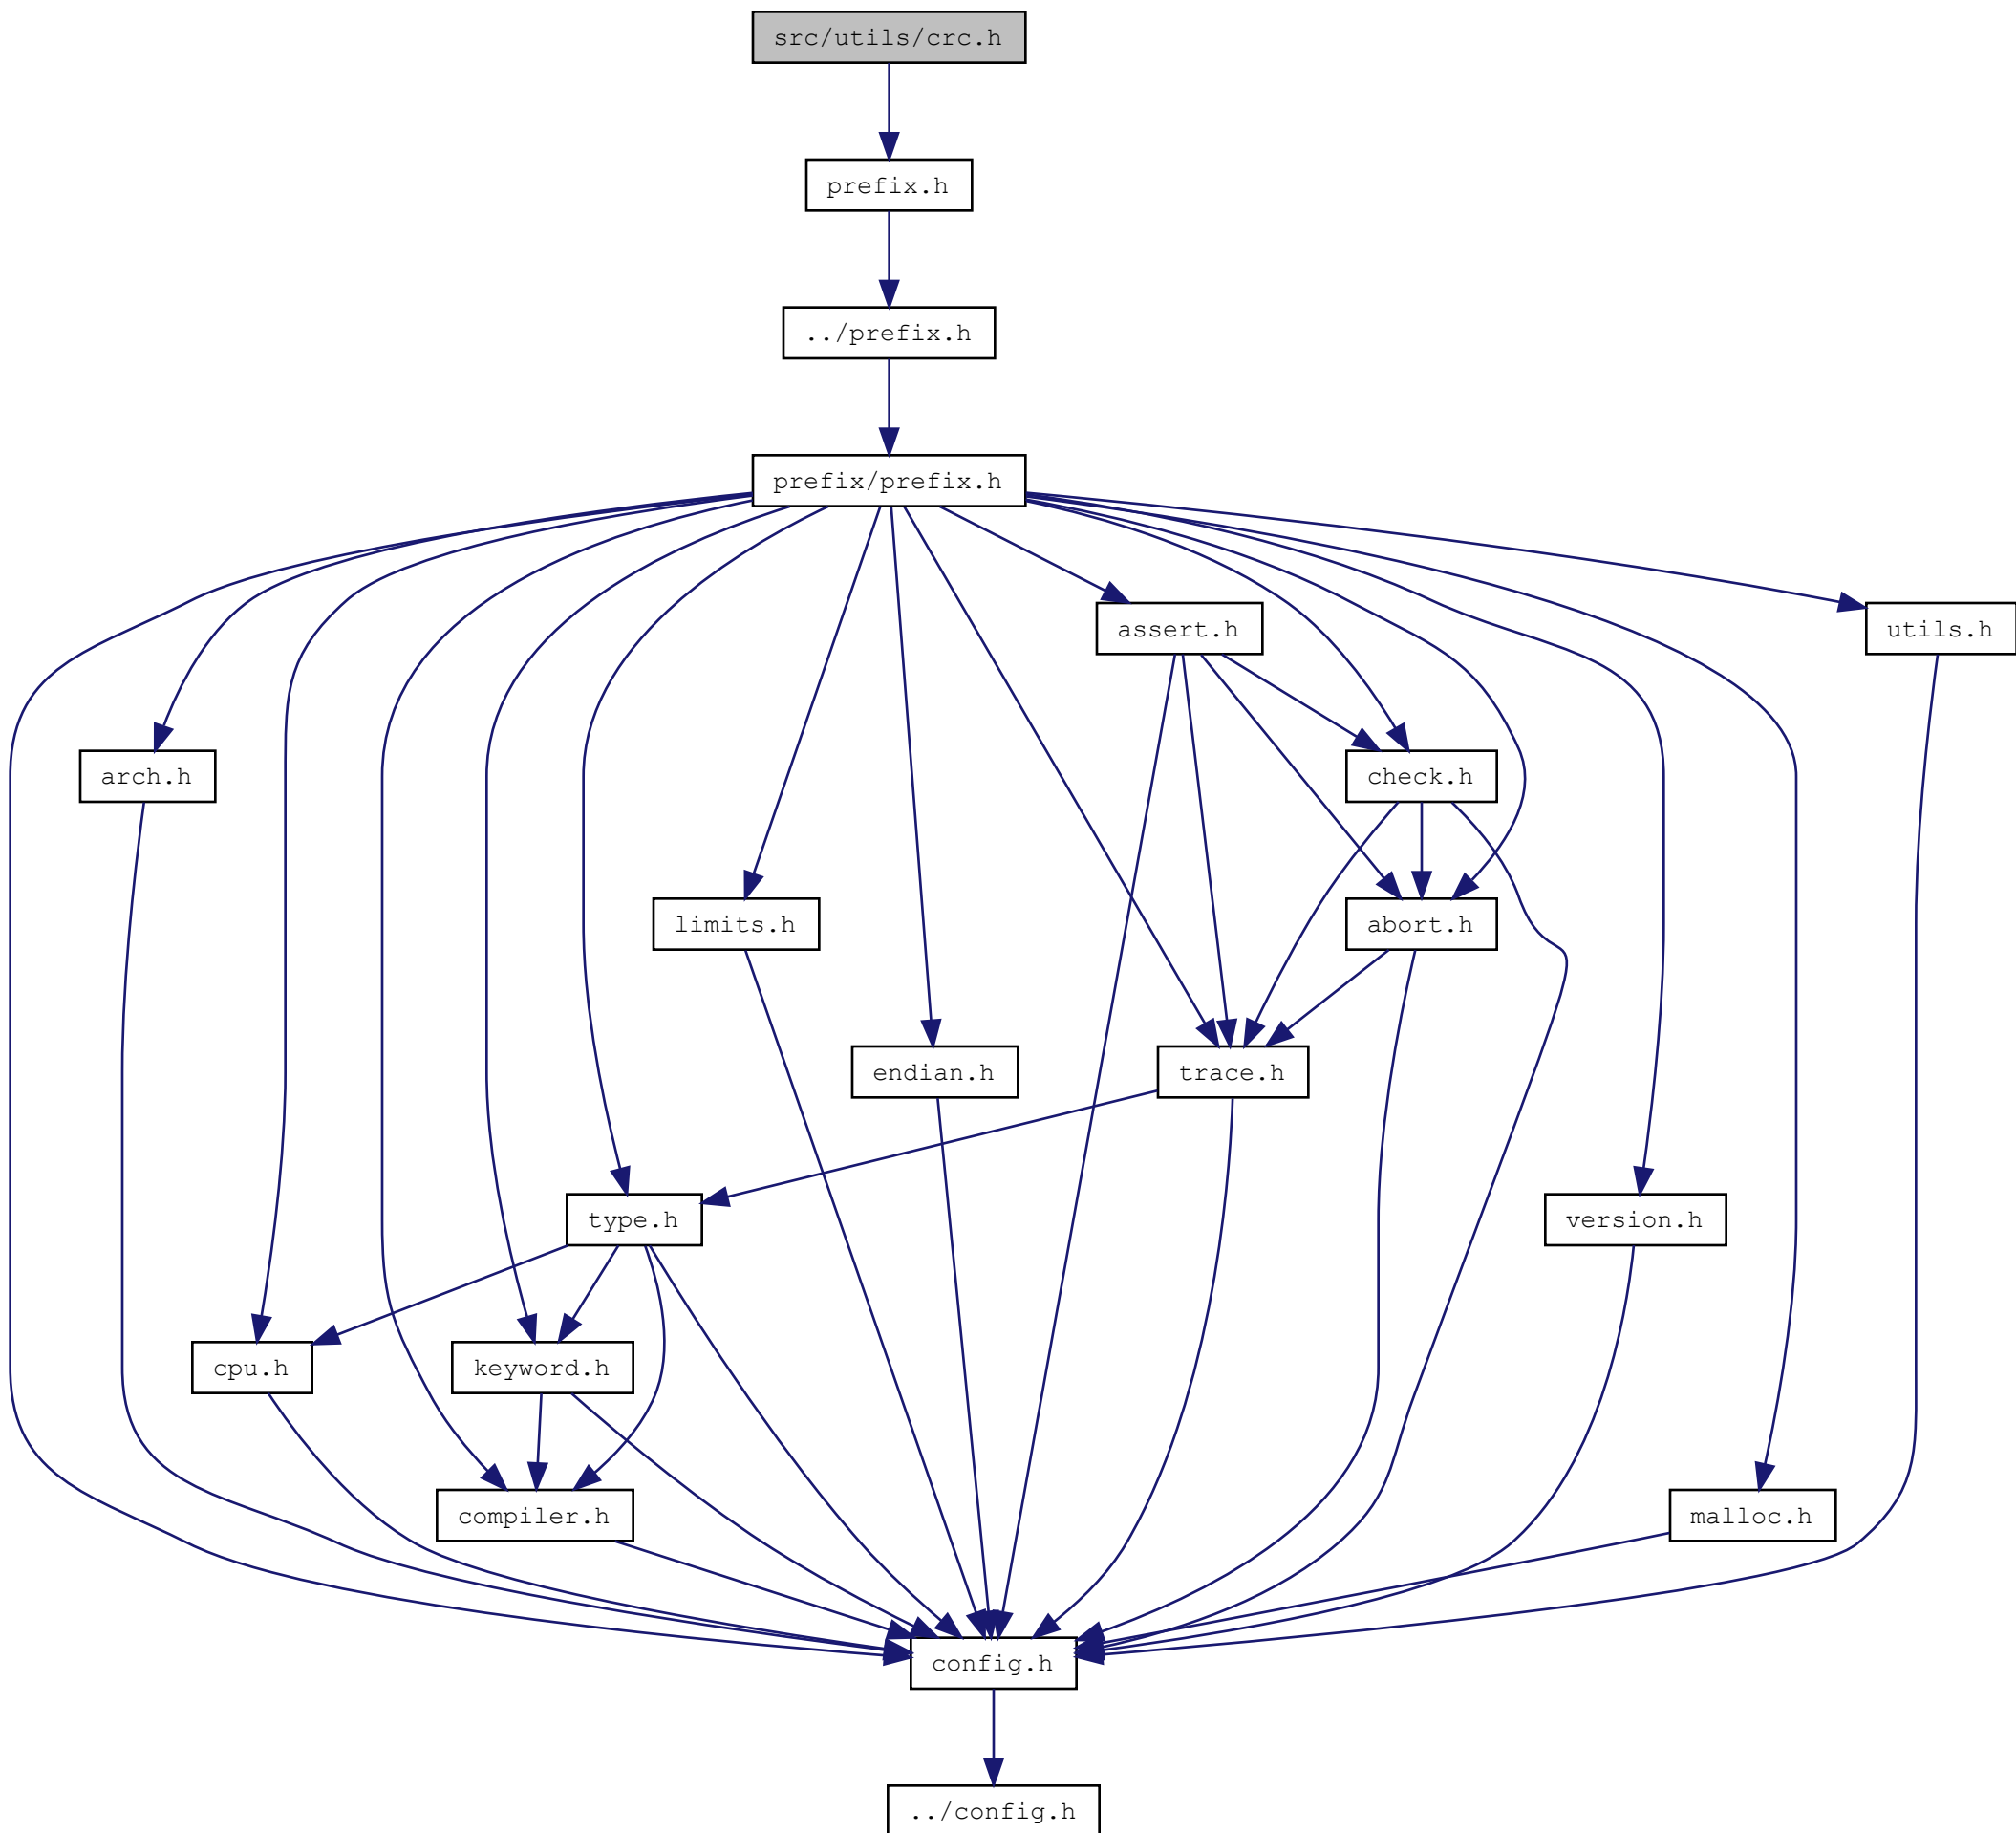 src/utils/crc.h
prefix.h
../prefix.h
prefix/prefix.h
assert.h
utils.h
arch.h
check.h
limits.h
abort.h
endian.h
trace.h
type.h
version.h
cpu.h
keyword.h
compiler.h
malloc.h
config.h
../config.h